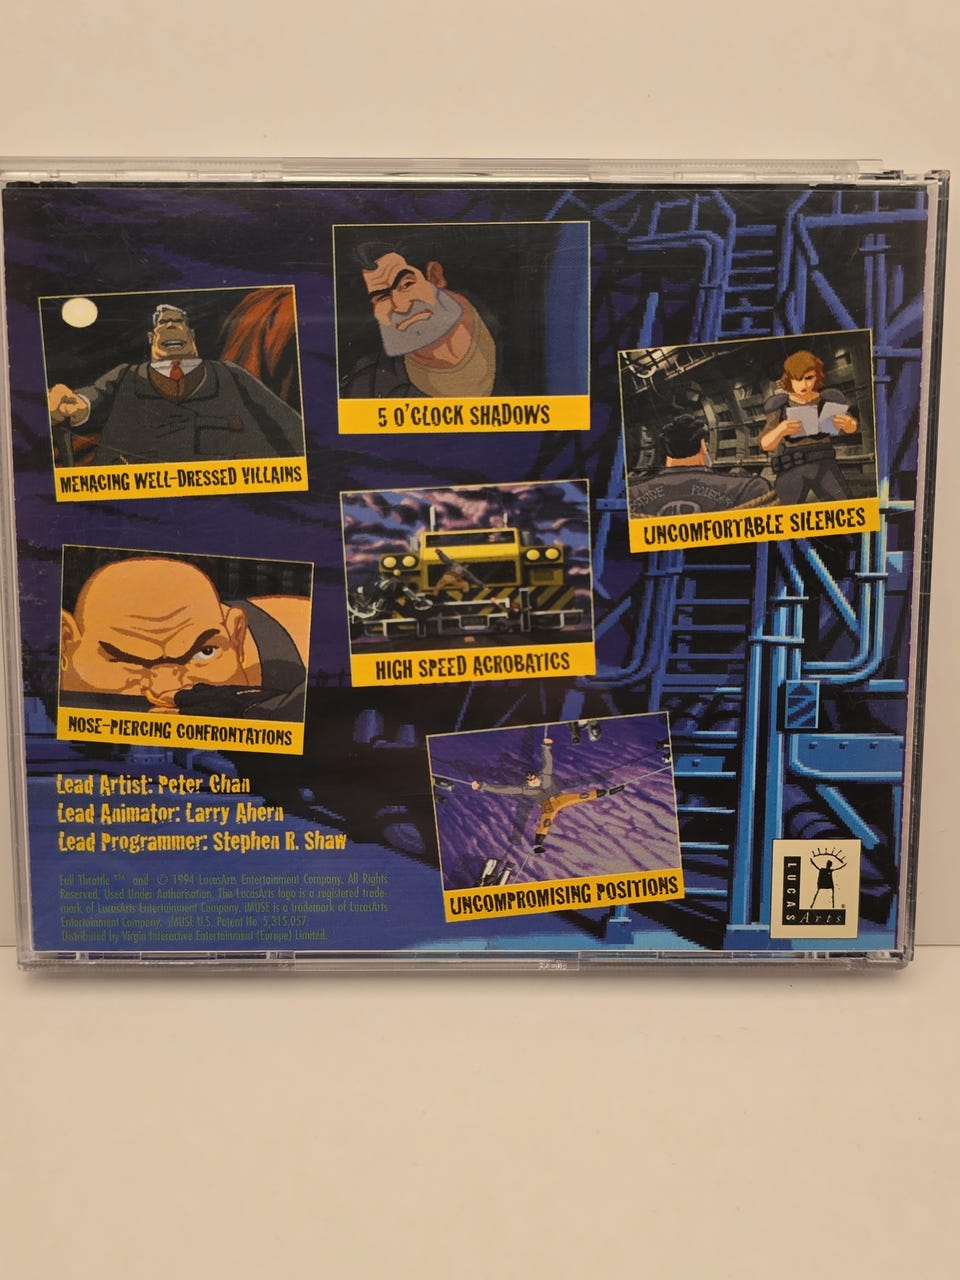 5 O'CLOCK SHADOWS
MENACING WELL-DRESSED VILLAINS
UNCOMFORTABLE SILENCES
HIGH SPEED ACROBATICS
NOSE-PIERCING CONFRONTATIONS
UNCOMPROMISING POSITIONS
Lead Artist: Peter Chan
Lead Animator: Larry Ahern
Lead Programmer: Stephen R. Shaw
Full Throttle ™ and © 1994 LucasArts Entertainment Company. All Rights
Reserved. Used Under Authorisation. The LucasArts logo is a registered trade-
mark of LucasArts Entertainment Company. iMUSE is a trademark of LucasArts
Entertainment Company. iMUSE U.S. Patent No 5,315,057.
Distributed by Virgin Interactive Entertainment (Europe) Limited.
LUCAS
Arts ®